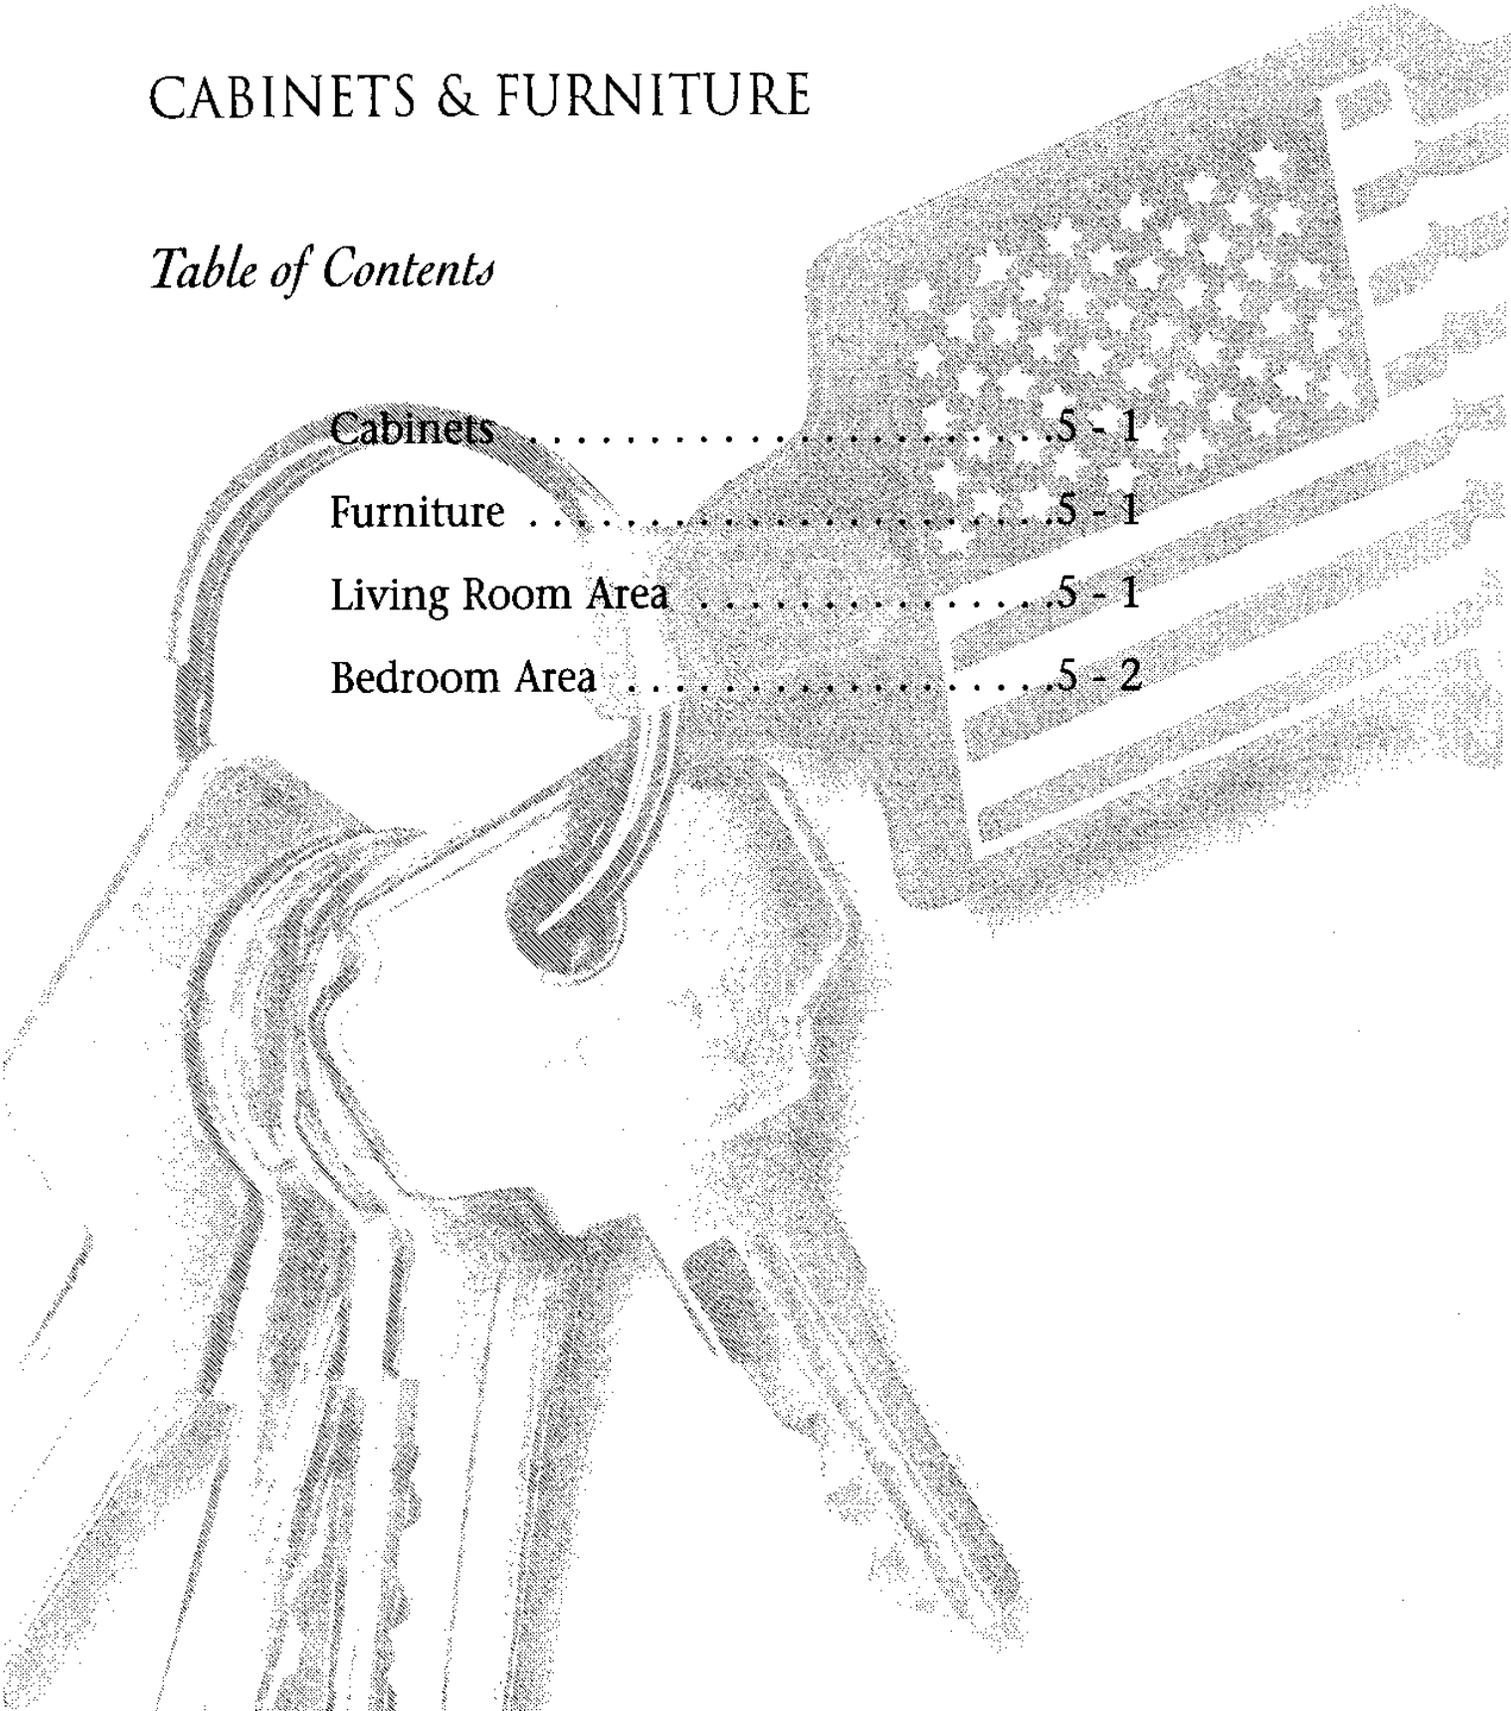 CABINETS & FURNITURE
Table of Contents
Cabinets ......................5 - 1
Furniture ......................5 - 1
Living Room Area ...............5 - 1
Bedroom Area ..................5 - 2